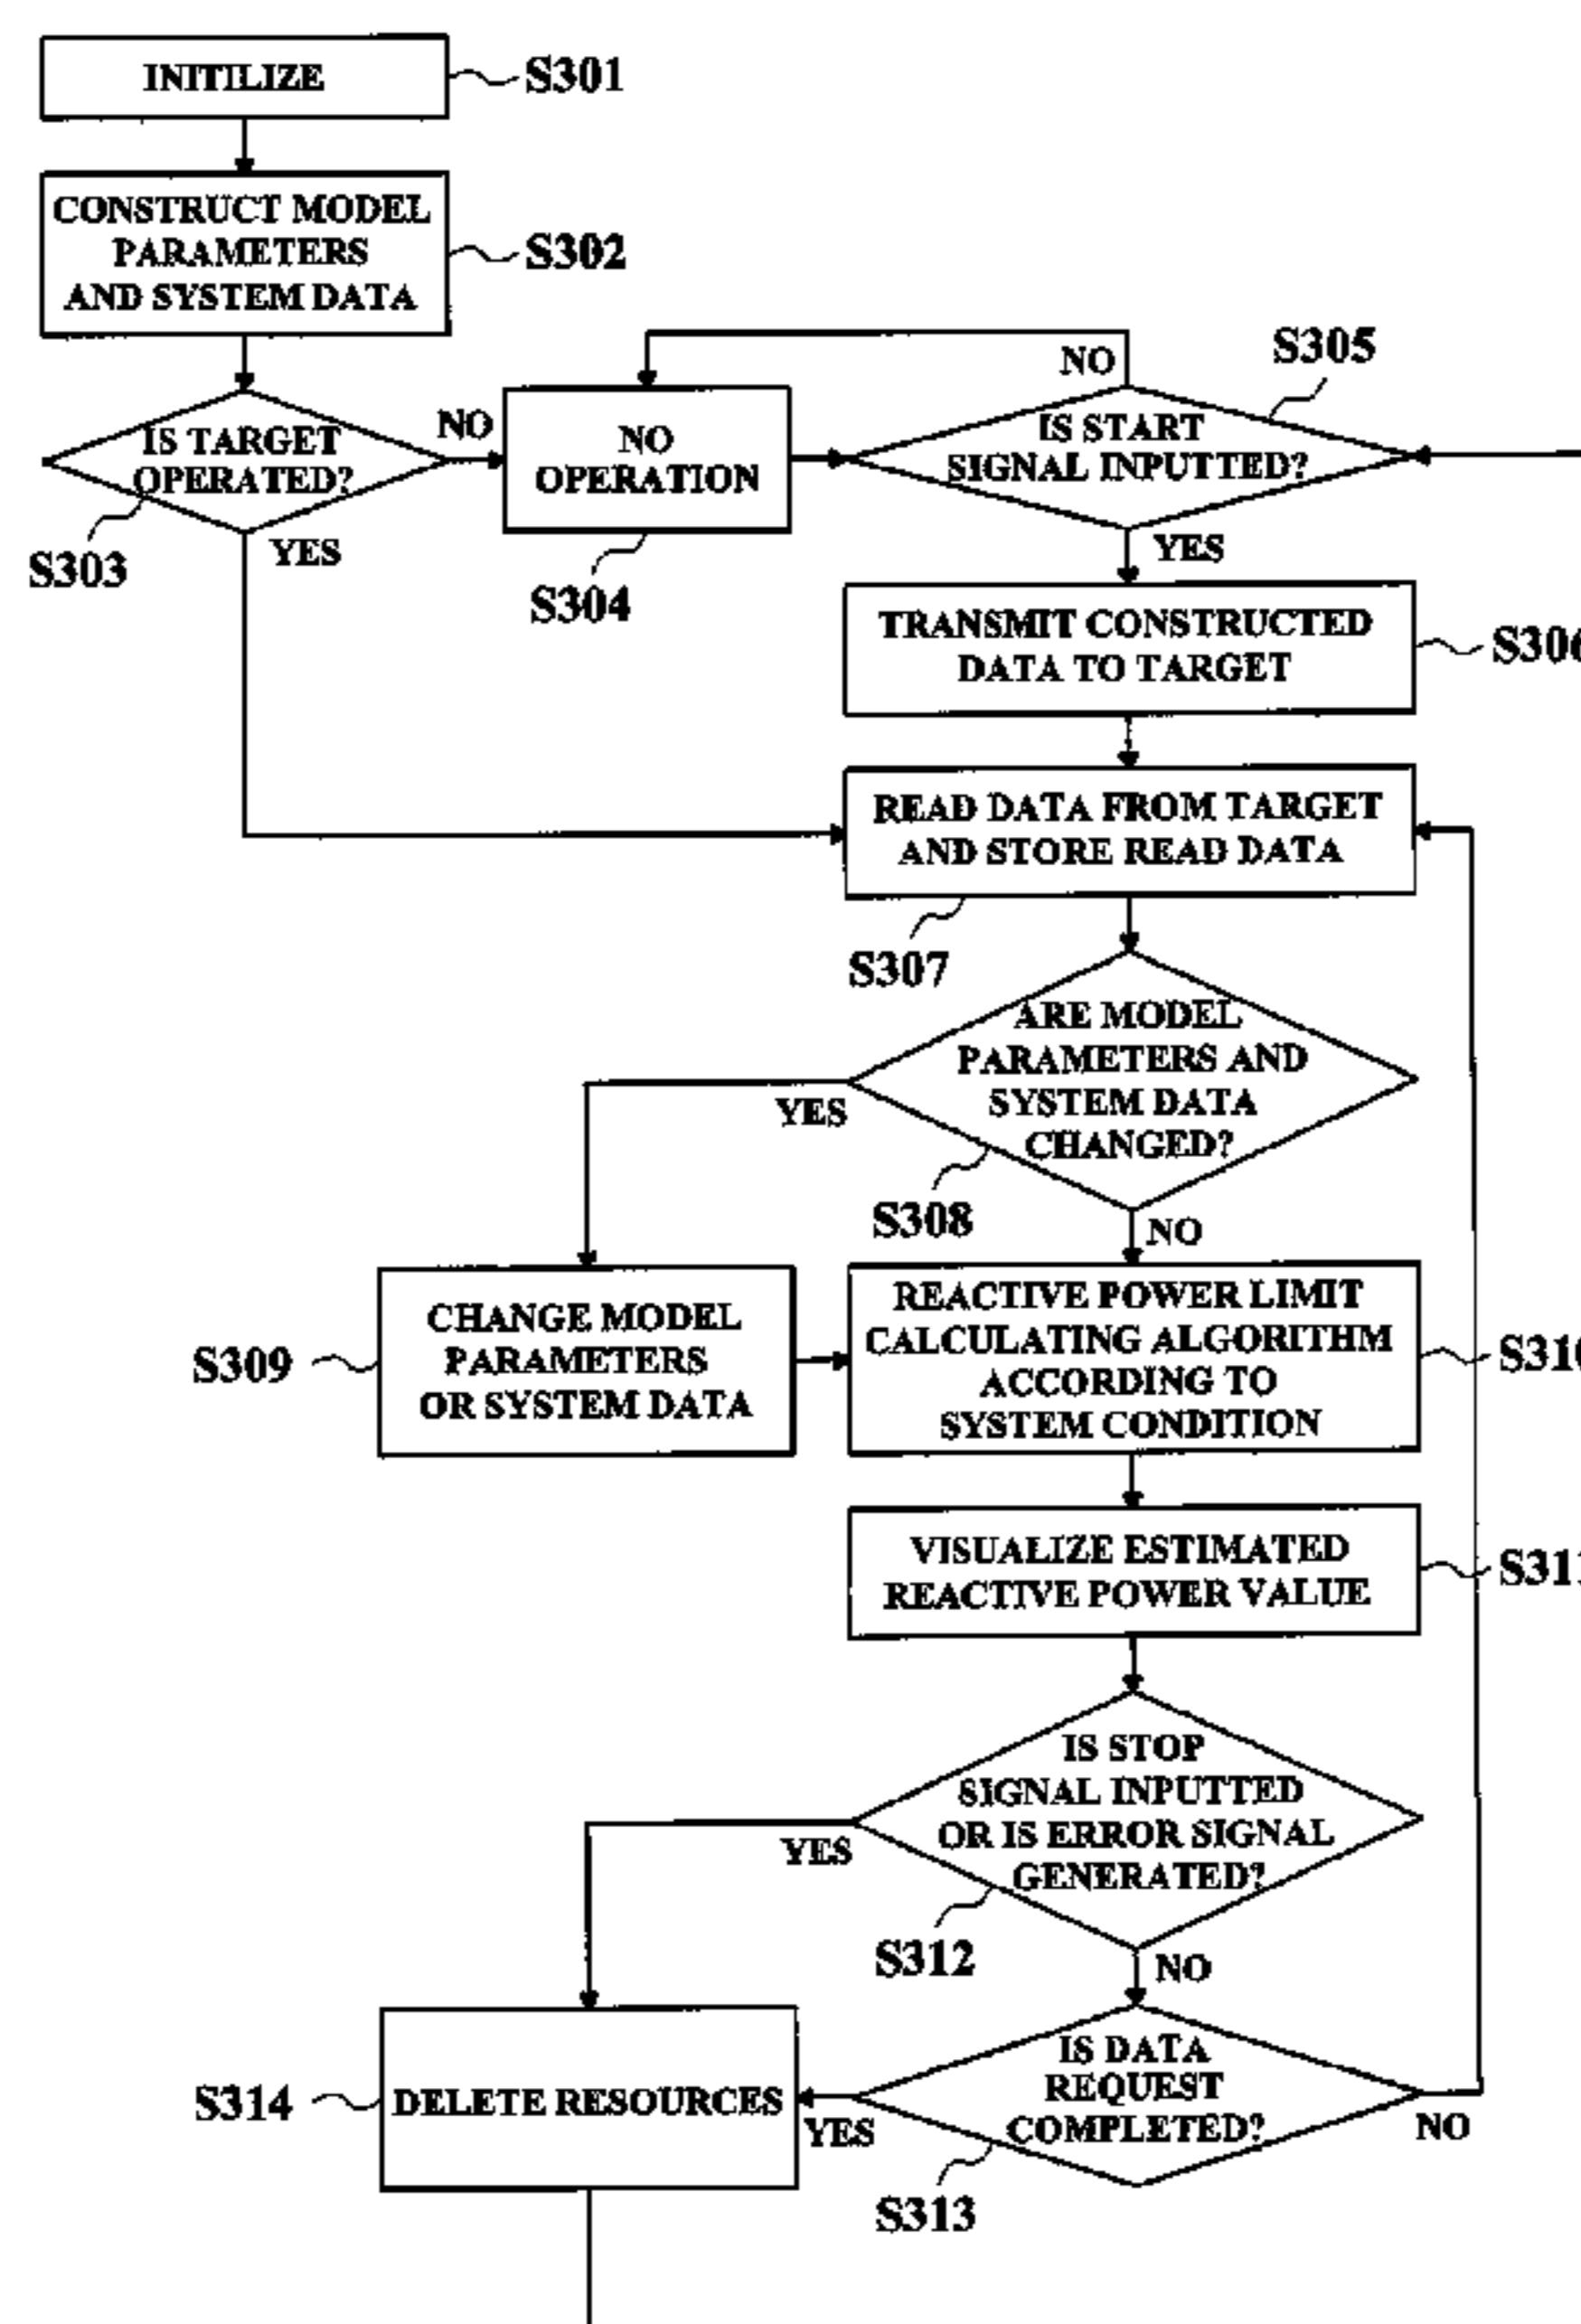 INITILIZE
S301
CONSTRUCT MODEL
PARAMETERS
AND SYSTEM DATA
S302
IS TARGET
OPERATED?
S303
NO
YES
NO
OPERATION
S304
NO
S305
IS START
SIGNAL INPUTTED?
YES
TRANSMIT CONSTRUCTED
DATA TO TARGET
S306
READ DATA FROM TARGET
AND STORE READ DATA
S307
ARE MODEL
PARAMETERS AND
SYSTEM DATA
CHANGED?
YES
S308
NO
CHANGE MODEL
PARAMETERS
OR SYSTEM DATA
S309
REACTIVE POWER LIMIT
CALCULATING ALGORITHM
ACCORDING TO
SYSTEM CONDITION
S310
VISUALIZE ESTIMATED
REACTIVE POWER VALUE
S311
IS STOP
SIGNAL INPUTTED
OR IS ERROR SIGNAL
GENERATED?
YES
S312
NO
IS DATA
REQUEST
COMPLETED?
YES
NO
S313
DELETE RESOURCES
S314